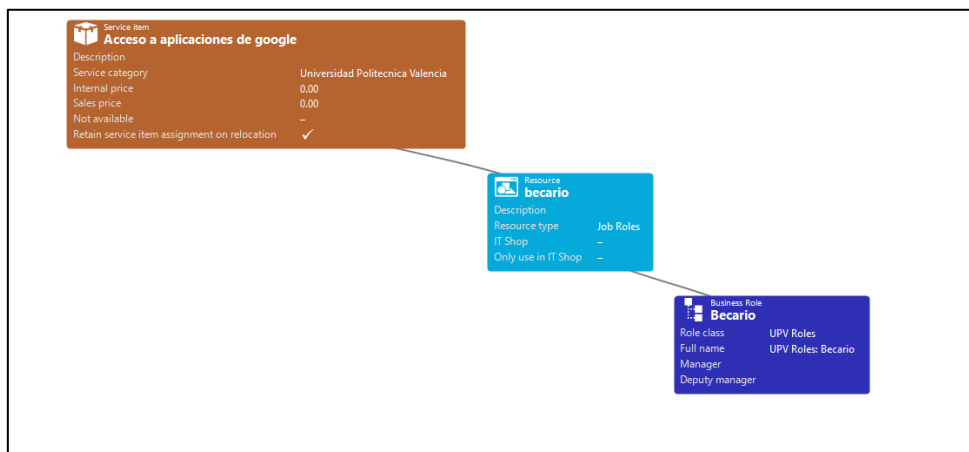 Service item
Acceso a aplicaciones de google
Description
Service category Universidad Politecnica Valencia
Internal price 0.00
Sales price 0.00
Not available –
Retain service item assignment on relocation ✓
Resource
becario
Description
Resource type Job Roles
IT Shop –
Only use in IT Shop –
Business Role
Becario
Role class UPV Roles
Full name UPV Roles: Becario
Manager
Deputy manager